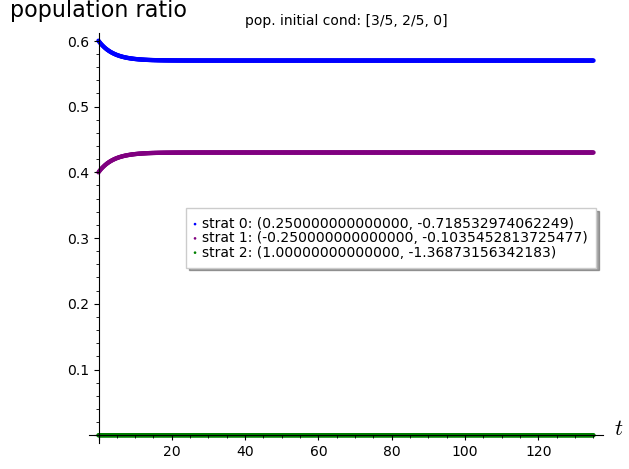 population ratio
pop. initial cond: [3/5, 2/5, 0]
0.6
0.5
0.4
strat 0: (0.250000000000000, -0.718532974062249)
strat 1: (-0.250000000000000, -0.1035452813725477)
strat 2: (1.00000000000000, -1.36873156342183)
0.3
0.2
0.1
t
20
40
60
80
100
120